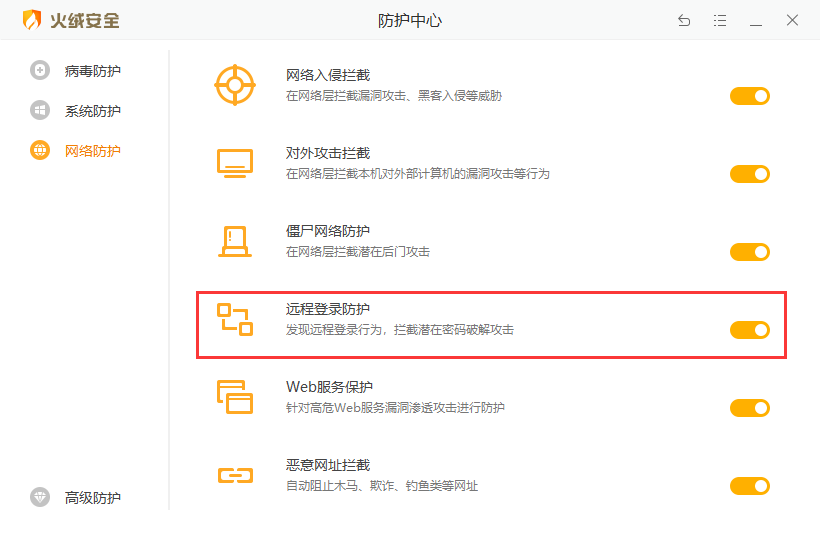 火绒安全
防护中心
病毒防护
系统防护
网络防护
高级防护
网络入侵拦截
在网络层拦截漏洞攻击、黑客入侵等威胁
对外攻击拦截
在网络层拦截本机对外部计算机的漏洞攻击等行为
僵尸网络防护
在网络层拦截潜在后门攻击
远程登录防护
发现远程登录行为，拦截潜在密码破解攻击
Web服务保护
针对高危Web服务漏洞渗透攻击进行防护
恶意网址拦截
自动阻止木马、欺诈、钓鱼类等网址